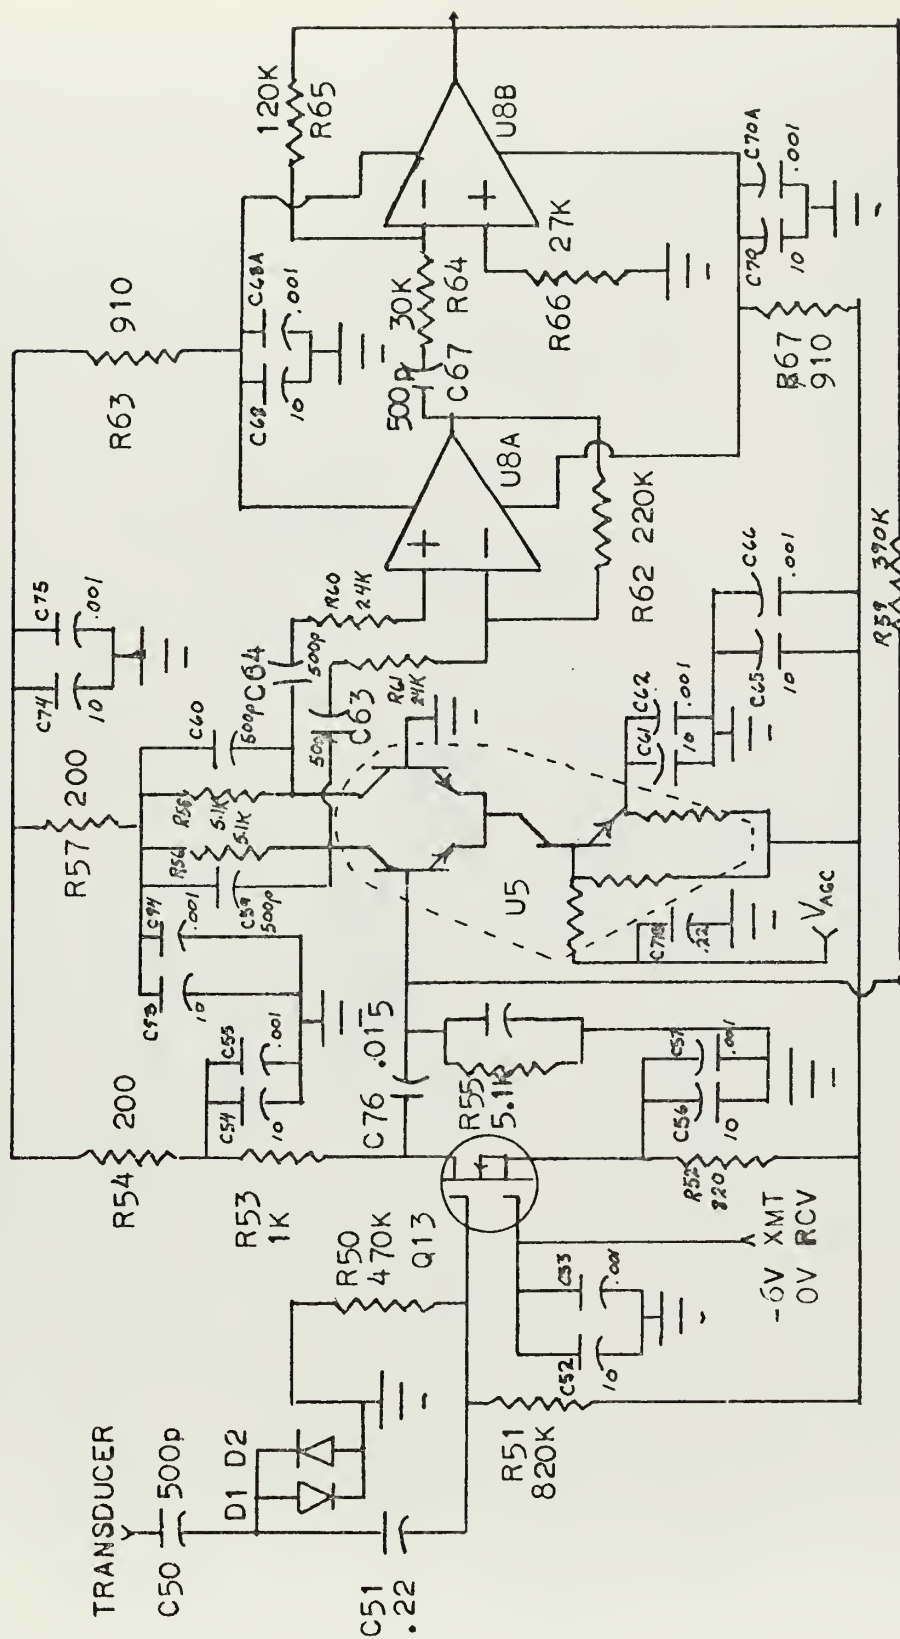 TRANSDUCER
C50
500p
D1
D2
C51
.22
R50
470K
Q13
R51
820K
C52
10
C53
.001
-6V XMT
0V RCV
R54
200
R53
1K
C54
10
C55
.001
C76
.015
R55
5.1K
R52
820
C56
10
C57
.001
R57
200
C93
10
C94
.001
C59
500p
R56
5.1K
R58
5.1K
C60
500p
C74
10
C75
.001
C64
500p
C63
500p
R60
24K
R61
24K
U5
.22
VAGC
C61
10
C62
.001
C65
10
C66
.001
R59
390K
R63
910
C68
10
C68A
.001
+
−
U8A
R62
220K
500p
C67
30K
R64
120K
R65
−
+
U8B
R66
27K
R67
910
C70
10
C70A
.001